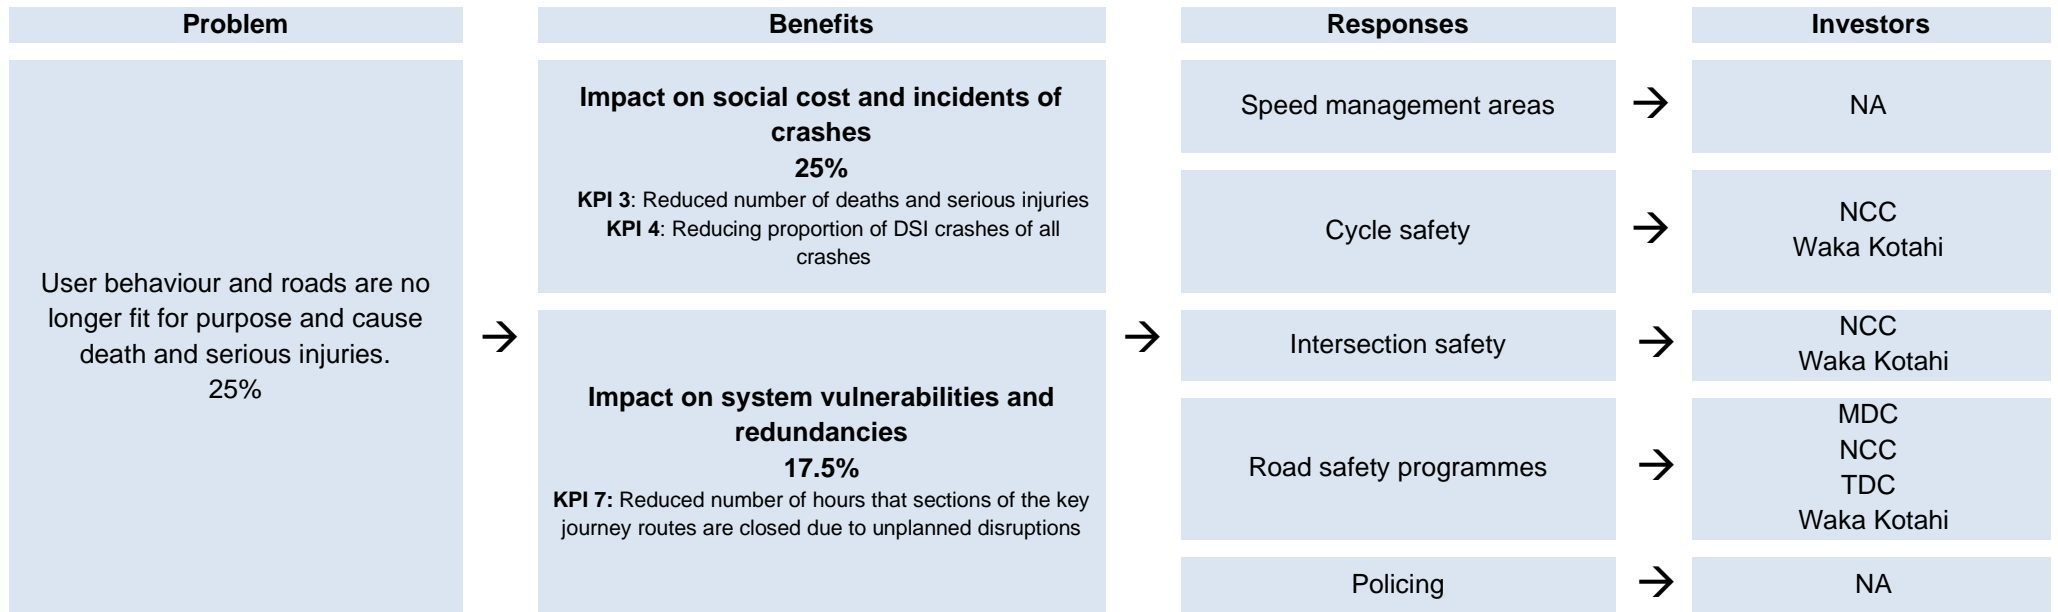 Problem
Benefits
Responses
Investors
User behaviour and roads are no
longer fit for purpose and cause
death and serious injuries.
25%
→
Impact on social cost and incidents of
crashes
25%
KPI 3: Reduced number of deaths and serious injuries
KPI 4: Reducing proportion of DSI crashes of all
crashes
Impact on system vulnerabilities and
redundancies
17.5%
KPI 7: Reduced number of hours that sections of the key
journey routes are closed due to unplanned disruptions
→
Speed management areas → NA
Cycle safety → NCC
Waka Kotahi
Intersection safety → NCC
Waka Kotahi
Road safety programmes → MDC
NCC
TDC
Waka Kotahi
Policing → NA